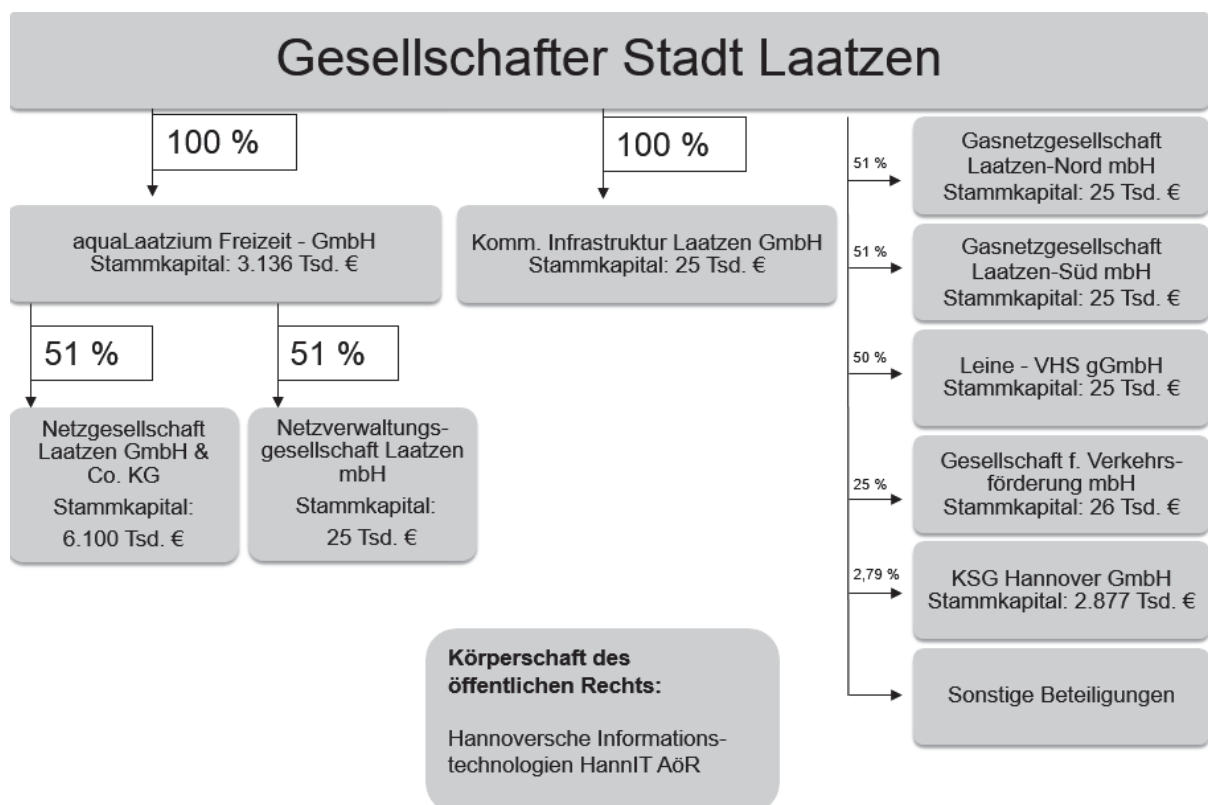 Gesellschafter Stadt Laatzen
100 %
aquaLaatzium Freizeit - GmbH
Stammkapital: 3.136 Tsd. €
51 %
Netzgesellschaft
Laatzen GmbH &
Co. KG
Stammkapital:
6.100 Tsd. €
51 %
Netzverwaltungs-
gesellschaft Laatzen
mbH
Stammkapital:
25 Tsd. €
100 %
Komm. Infrastruktur Laatzen GmbH
Stammkapital: 25 Tsd. €
51 %
Gasnetzgesellschaft
Laatzen-Nord mbH
Stammkapital: 25 Tsd. €
51 %
Gasnetzgesellschaft
Laatzen-Süd mbH
Stammkapital: 25 Tsd. €
50 %
Leine - VHS gGmbH
Stammkapital: 25 Tsd. €
25 %
Gesellschaft f. Verkehrs-
förderung mbH
Stammkapital: 26 Tsd. €
2,79 %
KSG Hannover GmbH
Stammkapital: 2.877 Tsd. €
Sonstige Beteiligungen
Körperschaft des
öffentlichen Rechts:
Hannoversche Informations-
technologien HannIT AöR